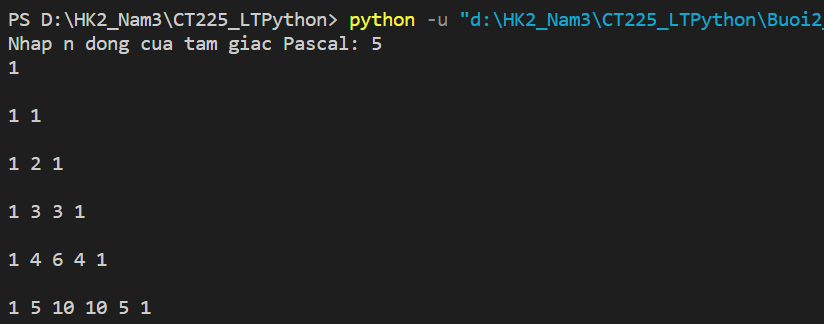 PS D:\HK2_Nam3\CT225_LTPython> python -u "d:\HK2_Nam3\CT225_LTPython\Buoi2_
Nhap n dong cua tam giac Pascal: 5
1
1 1
1 2 1
1 3 3 1
1 4 6 4 1
1 5 10 10 5 1